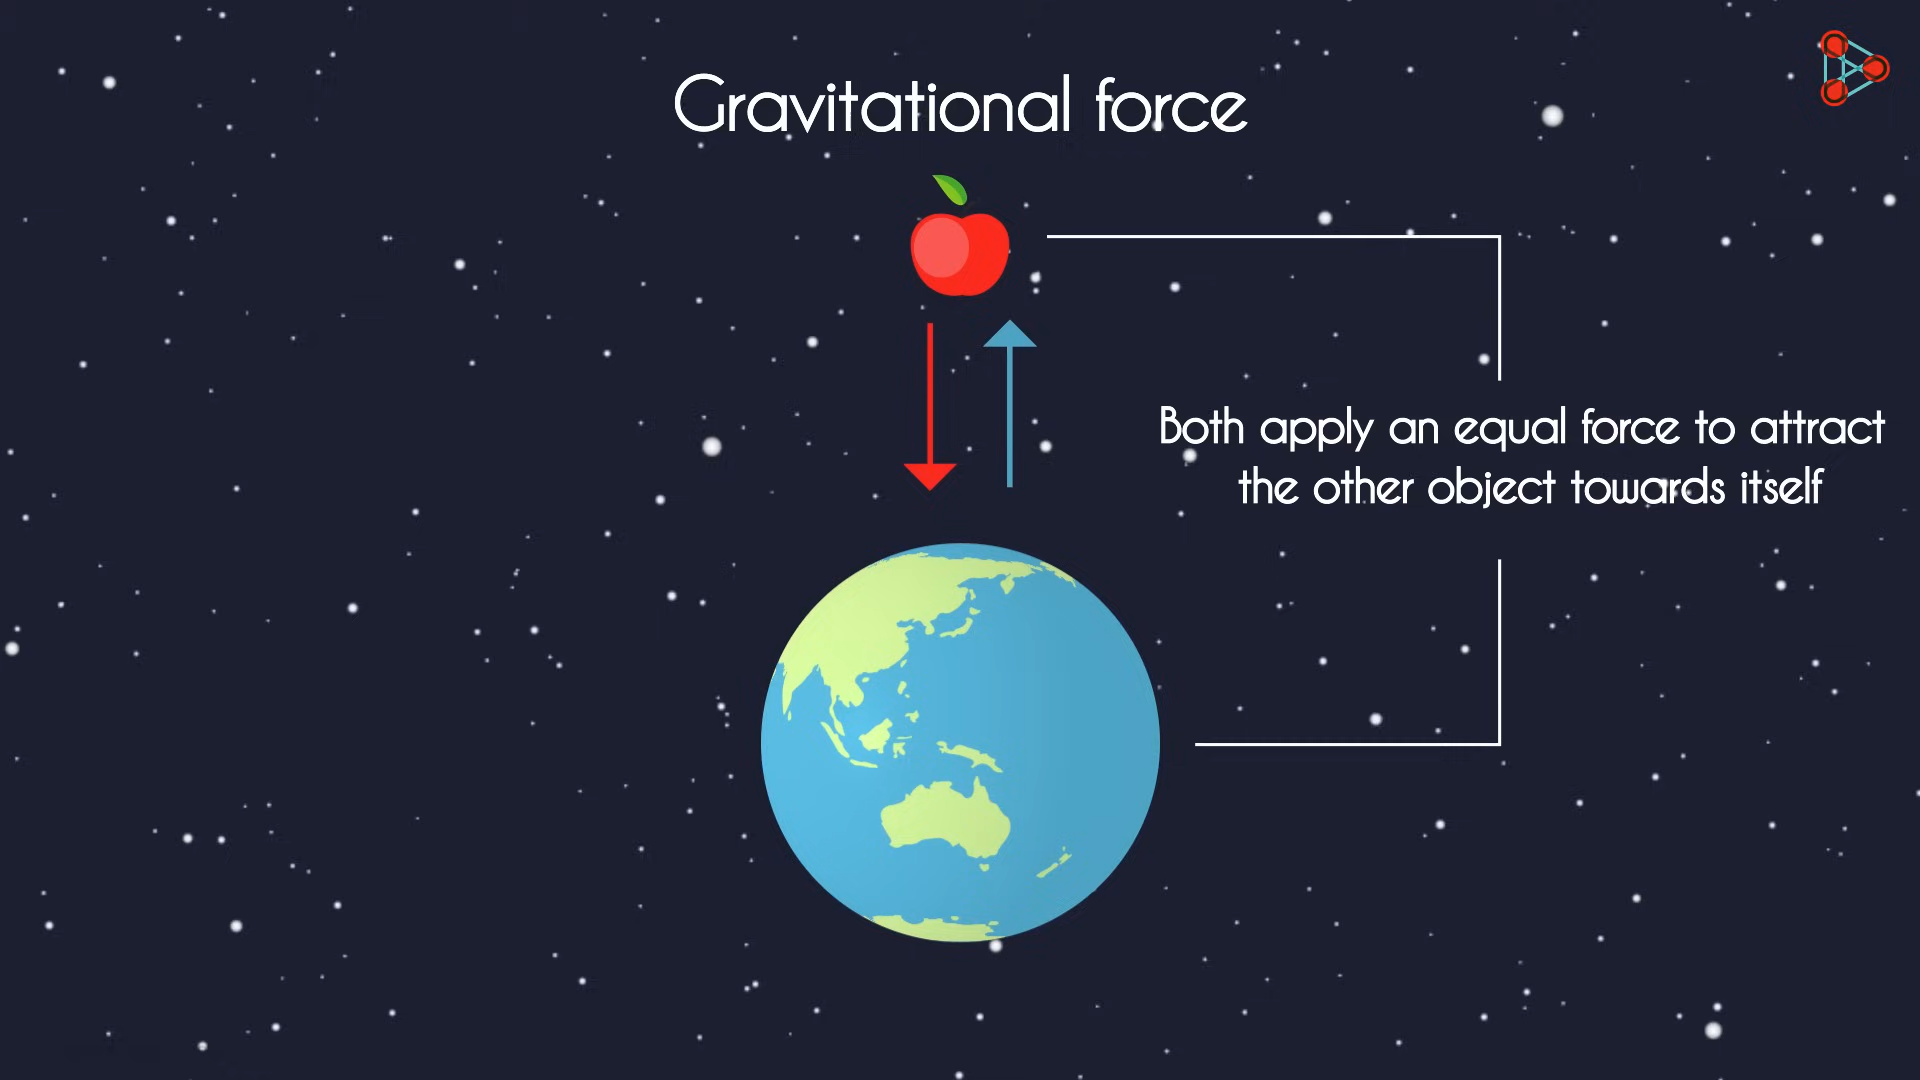 Gravitational force
Both apply an equal force to attract
the other object towards itself